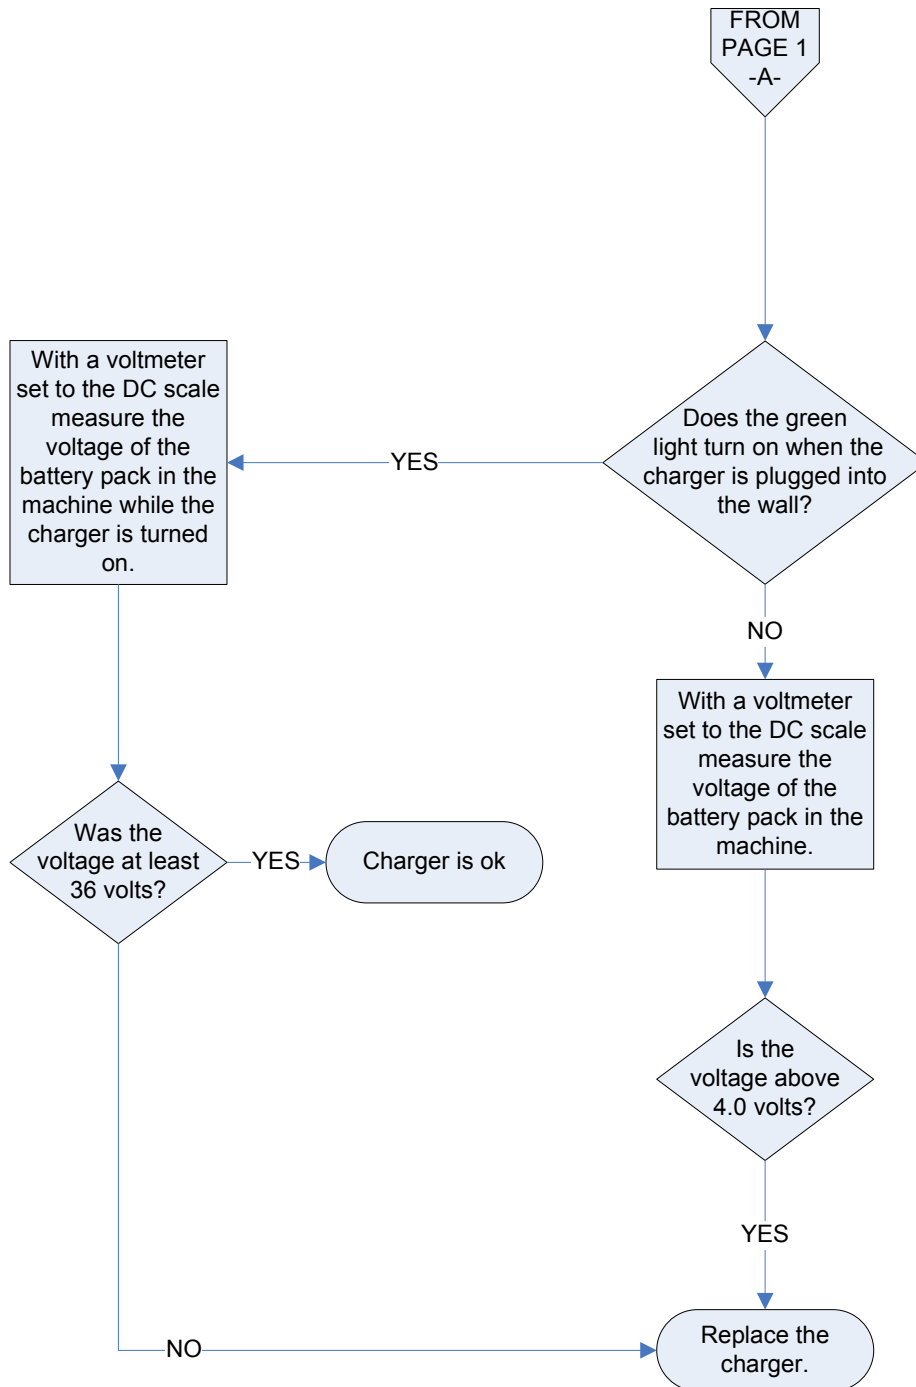 FROM
PAGE 1
-A-
Does the green
light turn on when the
charger is plugged into
the wall?
YES
With a voltmeter
set to the DC scale
measure the
voltage of the
battery pack in the
machine while the
charger is turned
on.
NO
With a voltmeter
set to the DC scale
measure the
voltage of the
battery pack in the
machine.
Was the
voltage at least
36 volts?
YES
Charger is ok
Is the
voltage above
4.0 volts?
YES
NO
Replace the
charger.